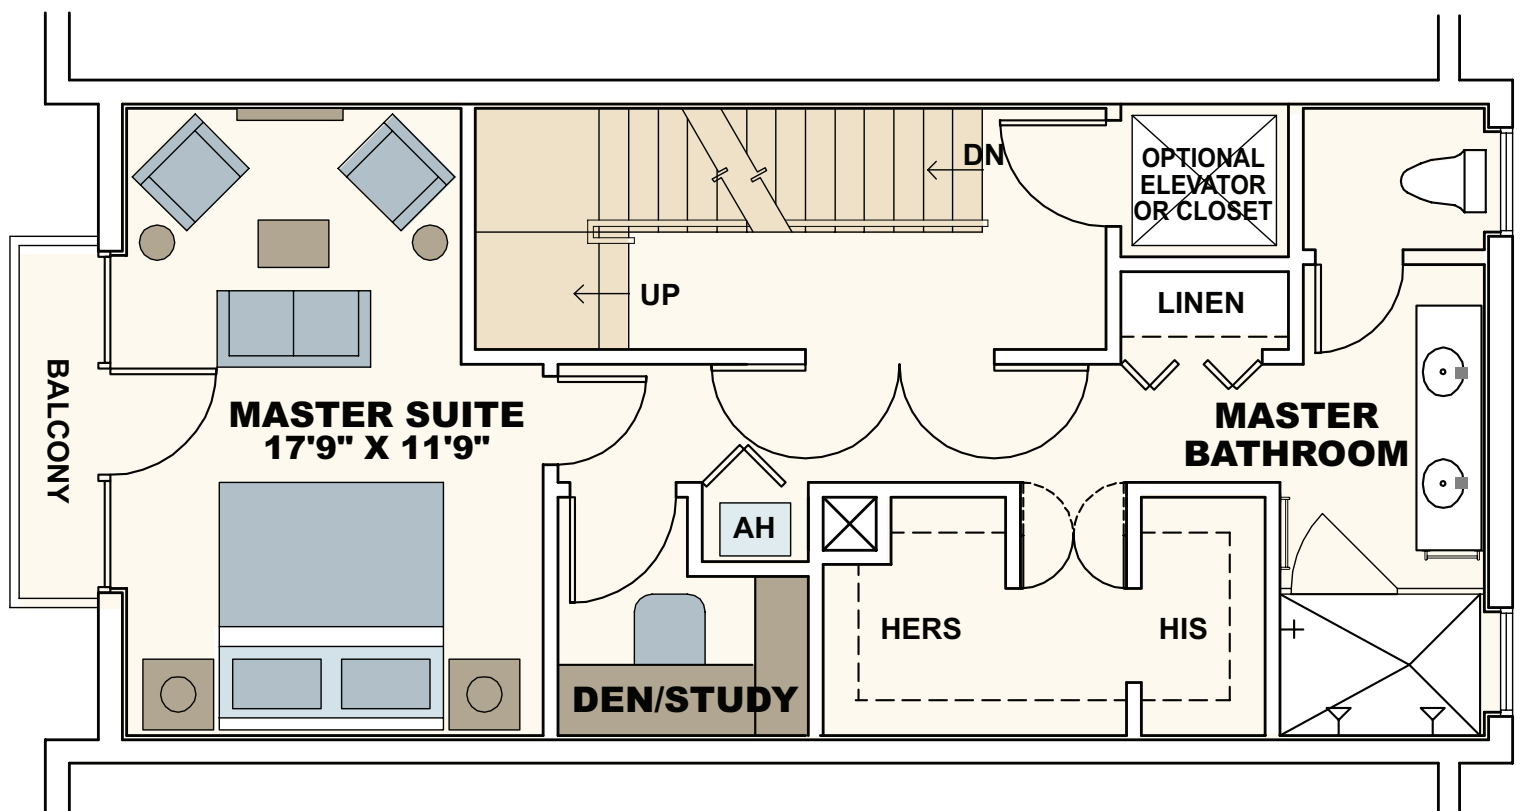 DN
OPTIONAL
ELEVATOR
OR CLOSET
UP
LINEN
BALCONY
MASTER SUITE
17'9" X 11'9"
MASTER
BATHROOM
AH
HERS
HIS
DEN/STUDY